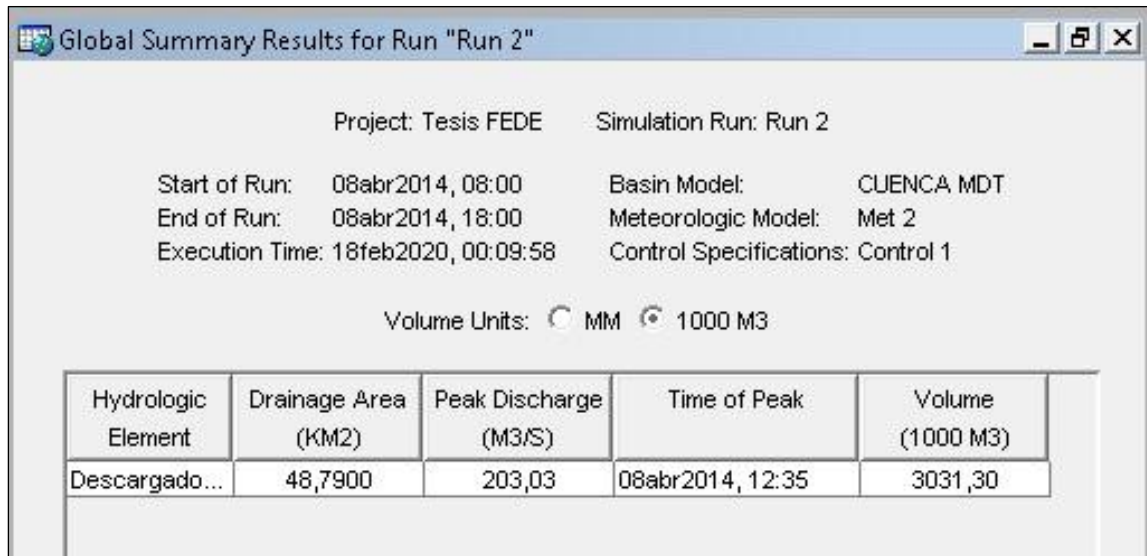 Global Summary Results for Run "Run 2"
Project: Tesis FEDE Simulation Run: Run 2
Start of Run: 08abr2014, 08:00 Basin Model: CUENCA MDT
End of Run: 08abr2014, 18:00 Meteorologic Model: Met 2
Execution Time: 18feb2020, 00:09:58 Control Specifications: Control 1
Volume Units: MM 1000 M3
Hydrologic Drainage Area Peak Discharge Time of Peak Volume
Element (KM2) (M3/S) (1000 M3)
Descargado... 48,7900 203,03 08abr2014, 12:35 3031,30